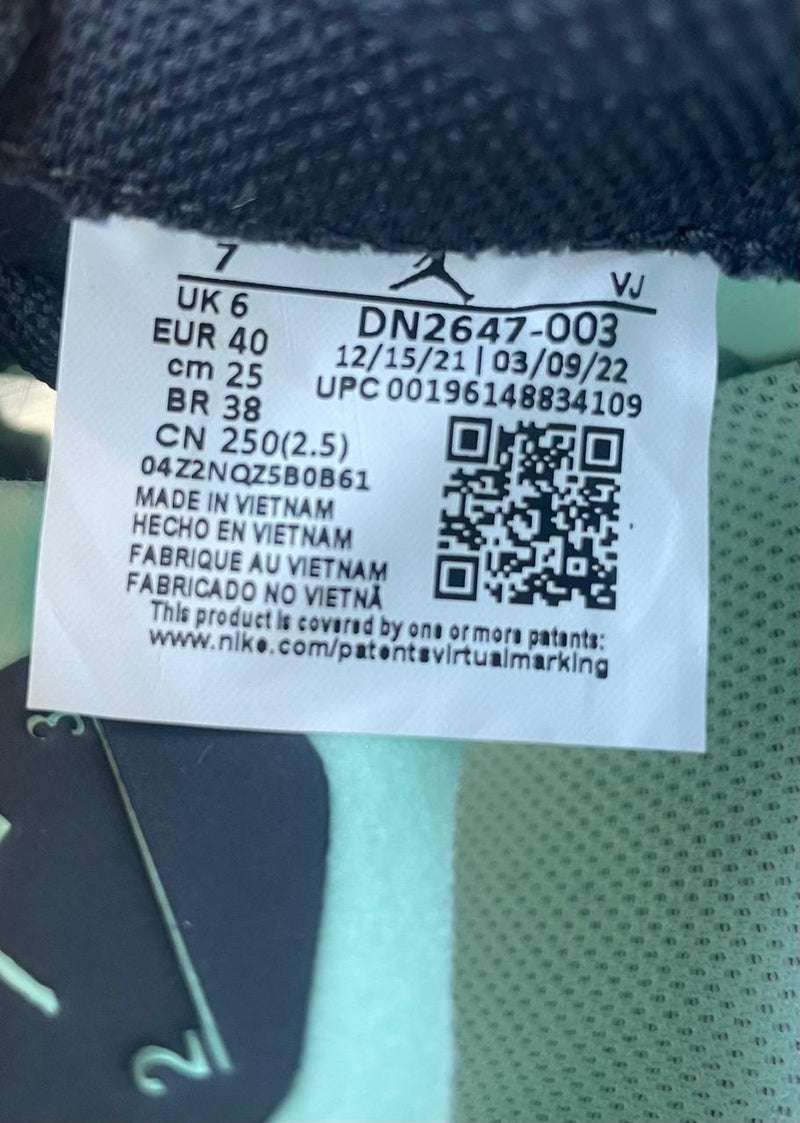 7
VJ
UK 6
EUR 40
cm 25
BR 38
CN 250(2.5)
DN2647-003
12/15/21 | 03/09/22
UPC 00196148834109
04Z2NQZ5B0B61
MADE IN VIETNAM
HECHO EN VIETNAM
FABRIQUE AU VIETNAM
FABRICADO NO VIETNÃ
This product is covered by one or more patents:
www.nike.com/patentsvirtualmarking
3
2